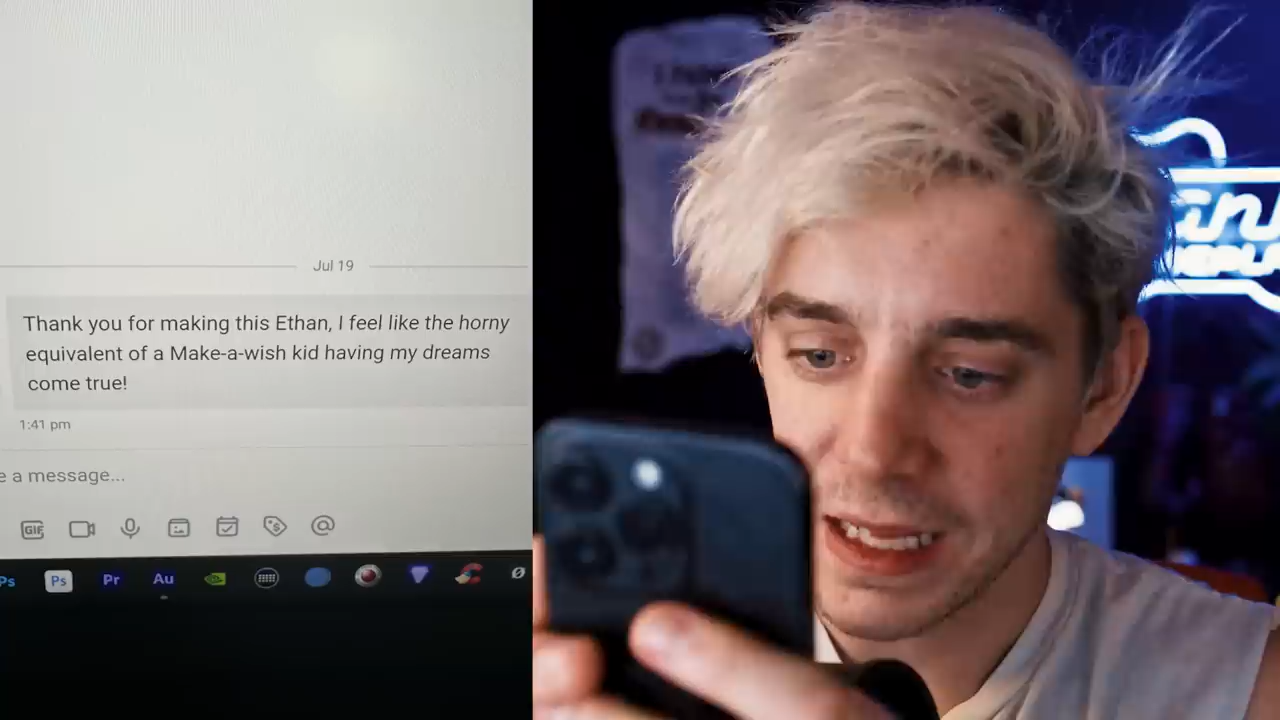 Jul 19
Thank you for making this Ethan, I feel like the horny
equivalent of a Make-a-wish kid having my dreams
come true!
1:41 pm
e a message...
GIF
Ps
Ps
Pr
Au